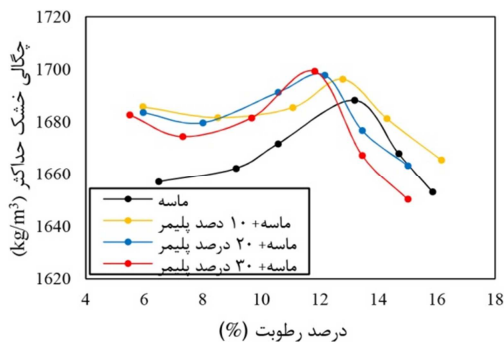 چگالی خشک حداکثر
(kg/m³)
1720
1700
1680
1660
1640
1620
ماسه
ماسه+ ۱۰ دصد پلیمر
ماسه+ ۲۰ درصد پلیمر
ماسه+ ۳۰ درصد پلیمر
4 6 8 10 12 14 16 18
درصد رطوبت (%)